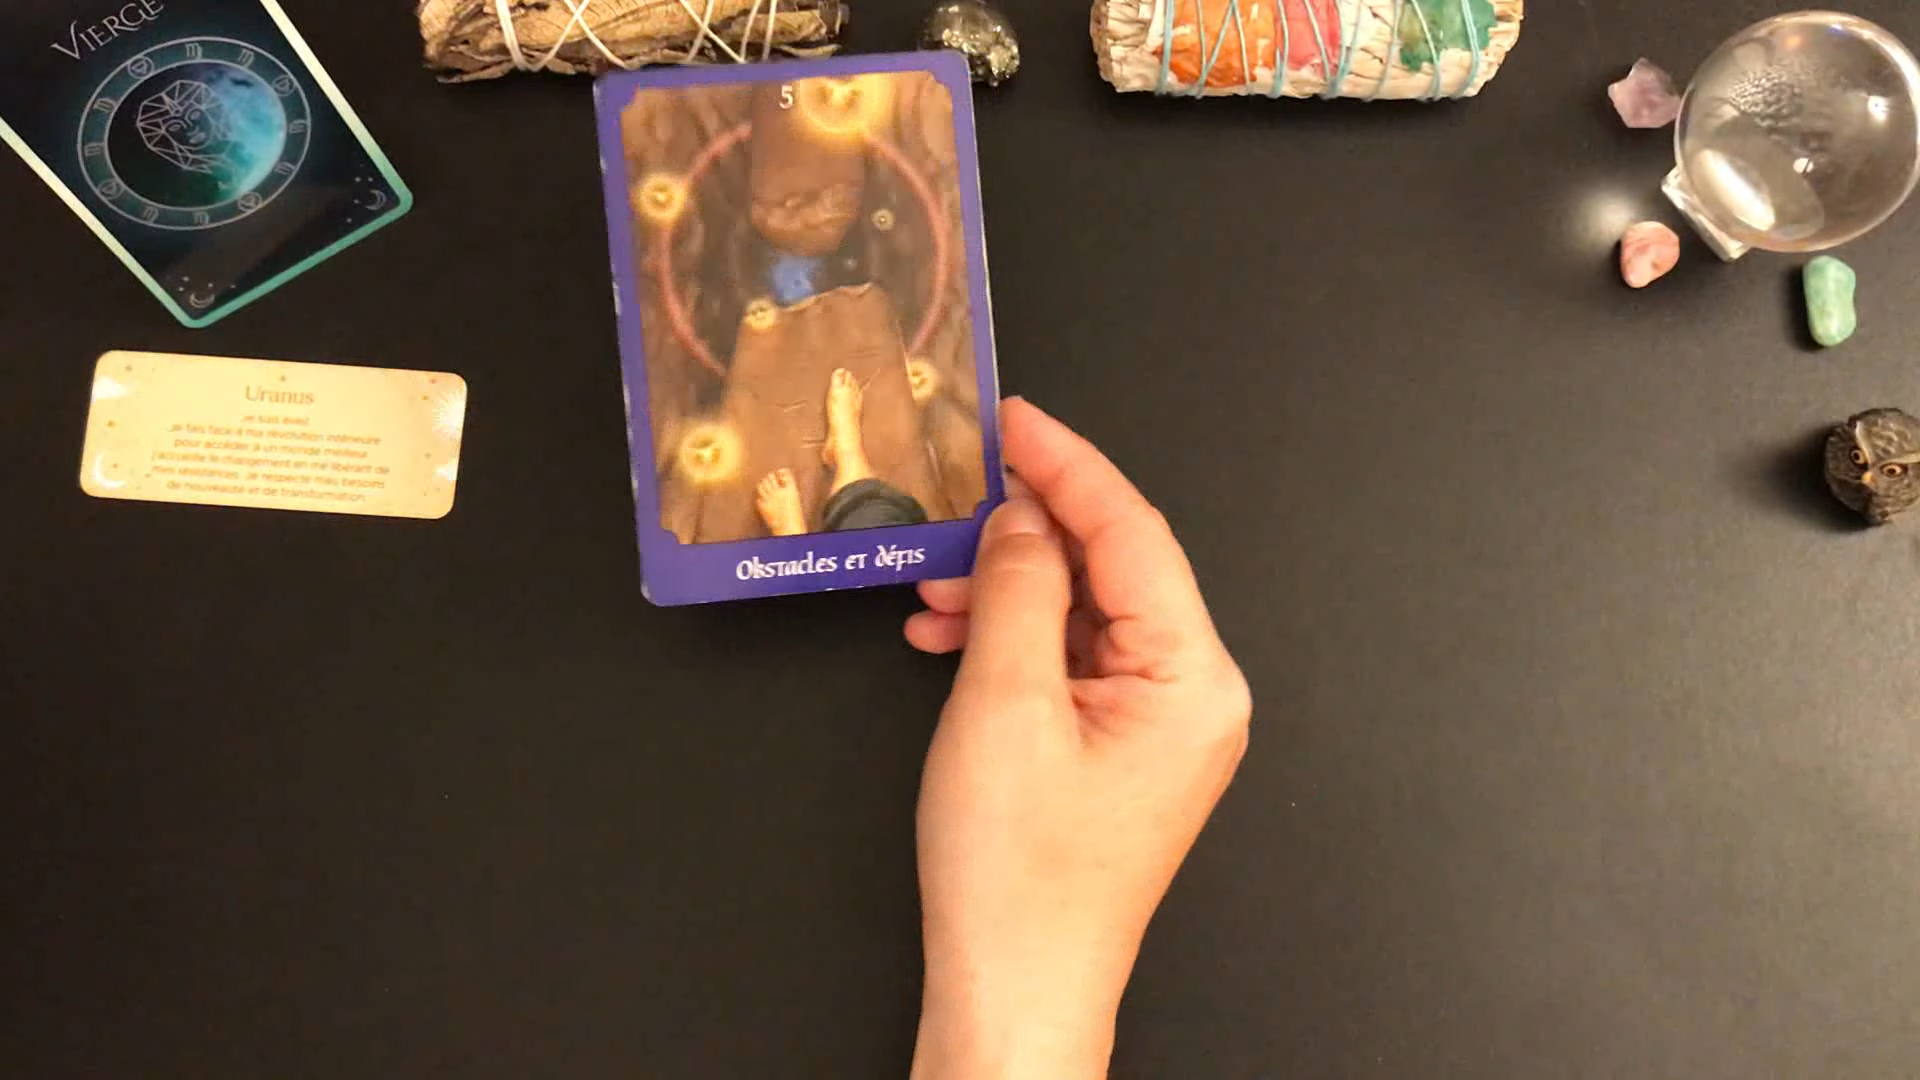 VIERGE
5
Obstacles et défis
Uranus
Je suis éveil.
Je fais face à ma révolution intérieure
pour accéder à un monde meilleur.
J'accueille le changement en me libérant de
mes résistances. Je respecte mes besoins
de nouveauté et de transformation.